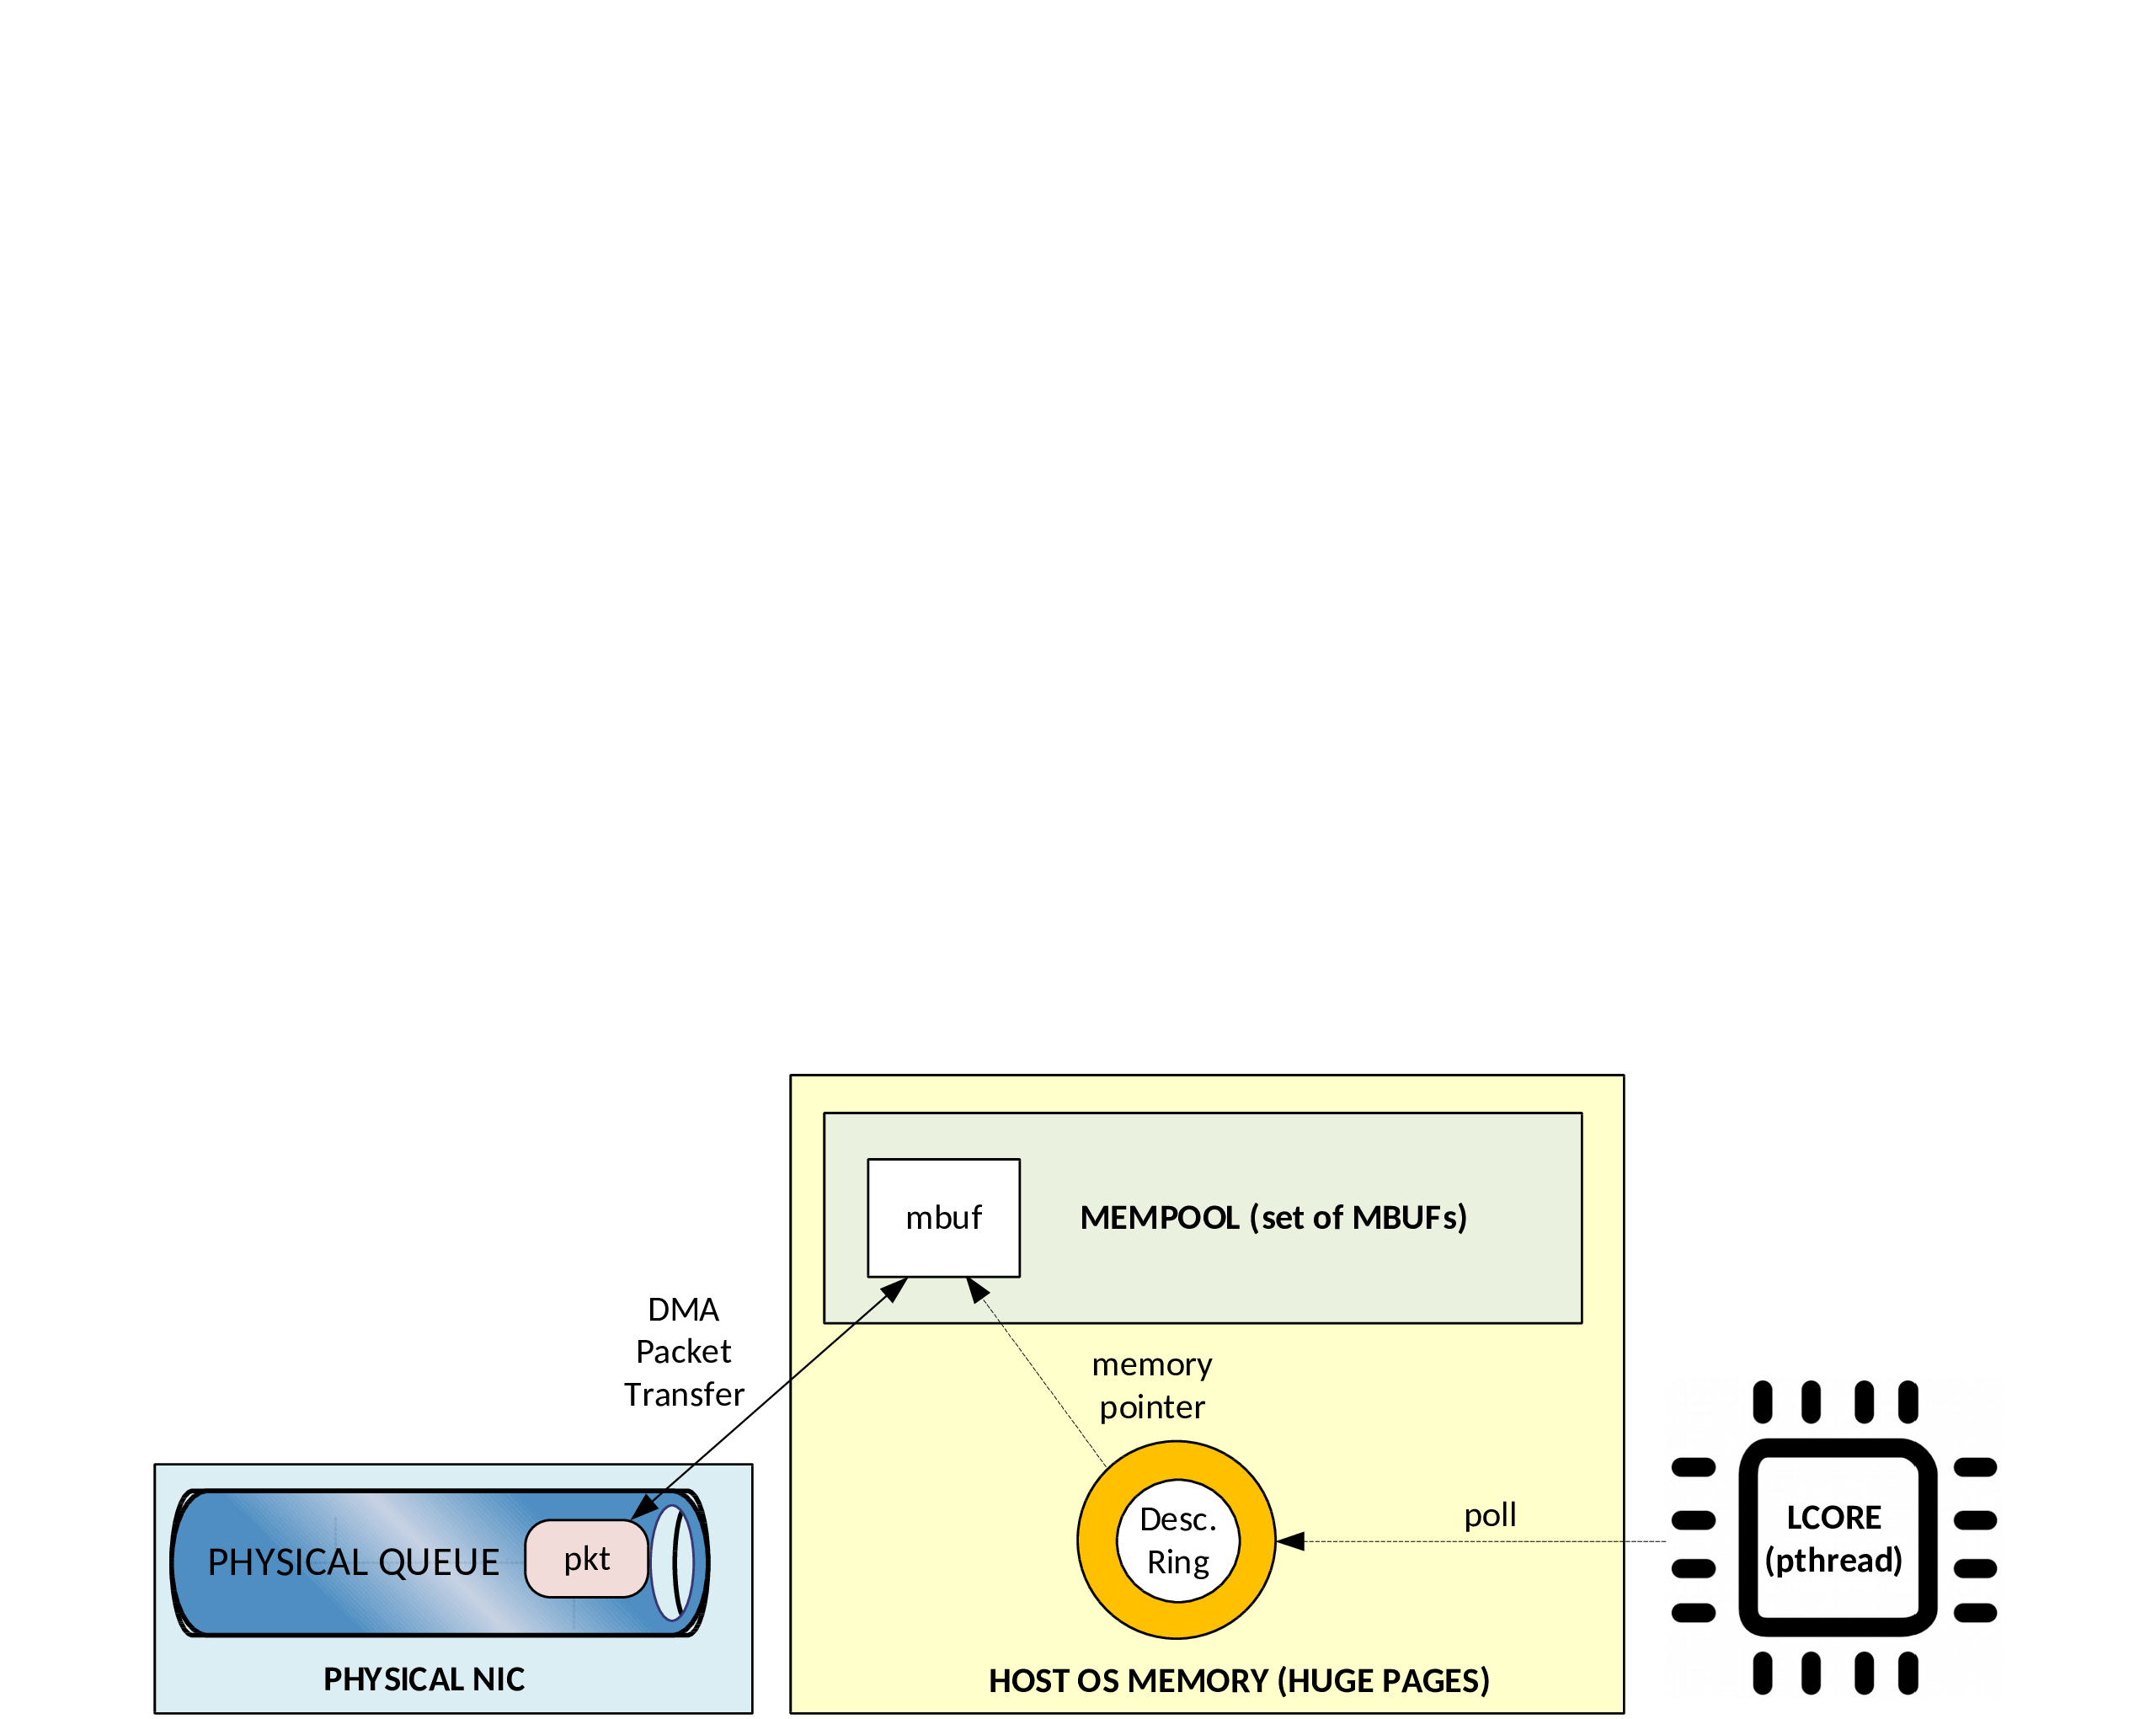 mbuf
MEMPOOL (set of MBUFs)
DMA
Packet
Transfer
memory
pointer
PHYSICAL QUEUE
pkt
PHYSICAL NIC
Desc.
Ring
poll
LCORE
(pthread)
HOST OS MEMORY (HUGE PAGES)